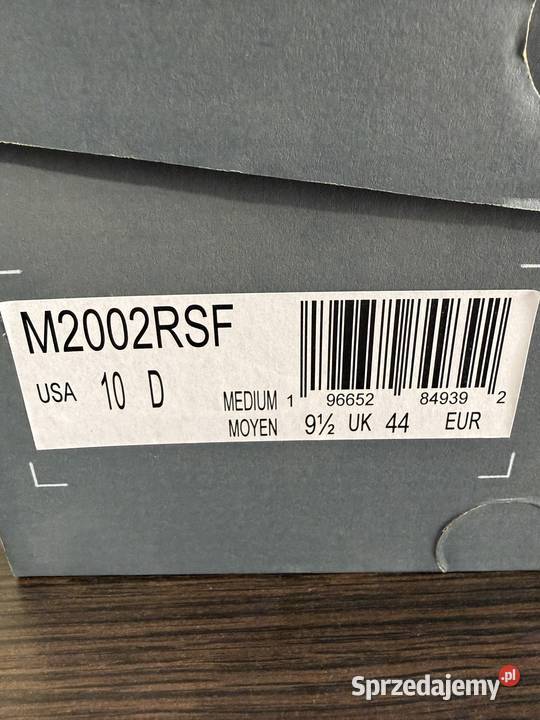 M2002RSF
USA 10 D
MEDIUM 1 96652 84939 2
MOYEN 9½ UK 44 EUR
Sprzedajemy.pl